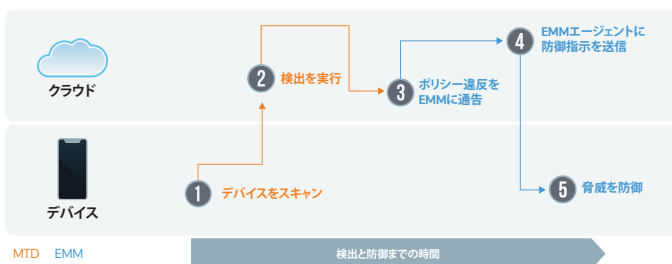 クラウド
2 検出を実行
3 ポリシー違反を
EMMに通告
4 EMMエージェントに
防御指示を送信
デバイス
1 デバイスをスキャン
5 脅威を防御
MTD EMM
検出と防御までの時間